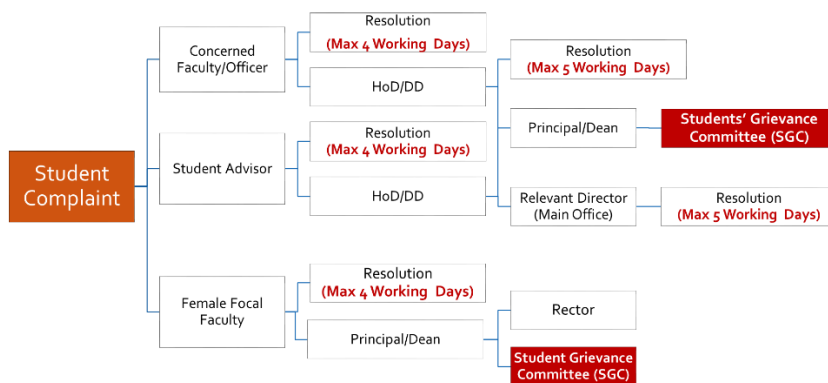 Student
Complaint
Concerned
Faculty/Officer
Resolution
(Max 4 Working Days)
HoD/DD
Resolution
(Max 5 Working Days)
Principal/Dean
Students' Grievance
Committee (SGC)
Student Advisor
Resolution
(Max 4 Working Days)
HoD/DD
Relevant Director
(Main Office)
Resolution
(Max 5 Working Days)
Female Focal
Faculty
Resolution
(Max 4 Working Days)
Principal/Dean
Rector
Student Grievance
Committee (SGC)